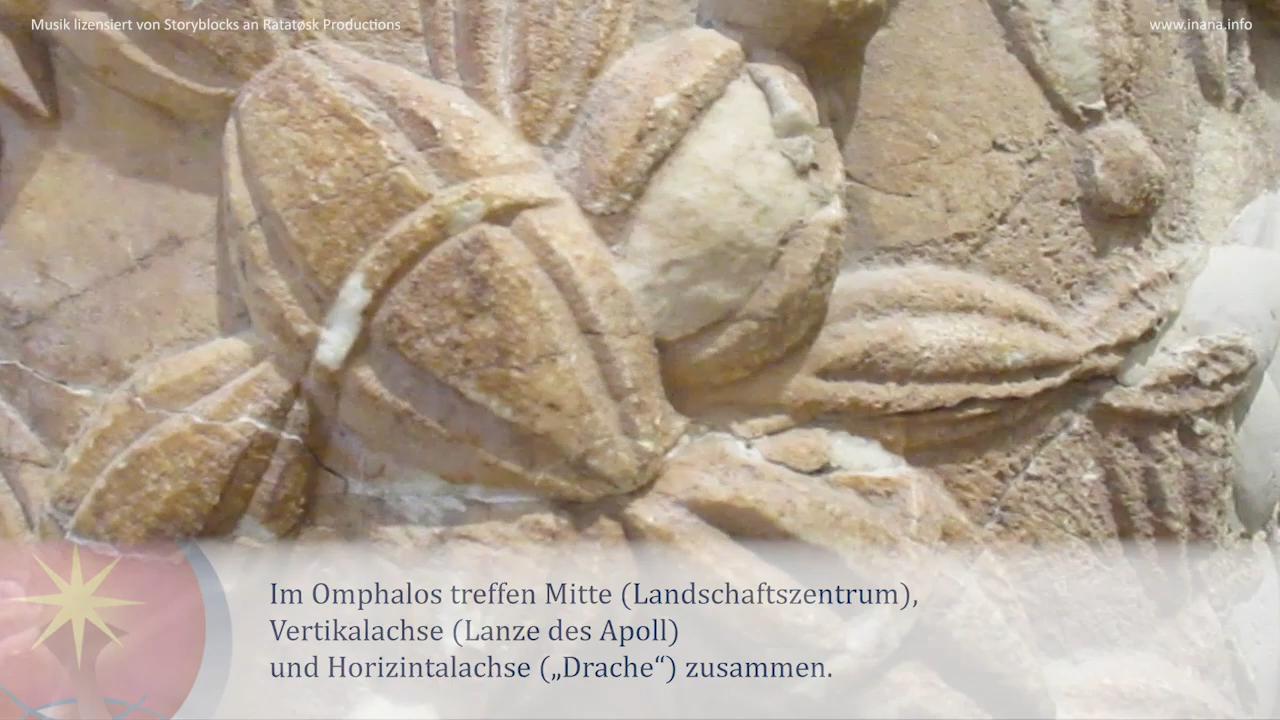 Musik lizensiert von Storyblocks an Ratatøsk Productions
www.inana.info
Im Omphalos treffen Mitte (Landschaftszentrum),
Vertikalachse (Lanze des Apoll)
und Horizintalachse („Drache“) zusammen.